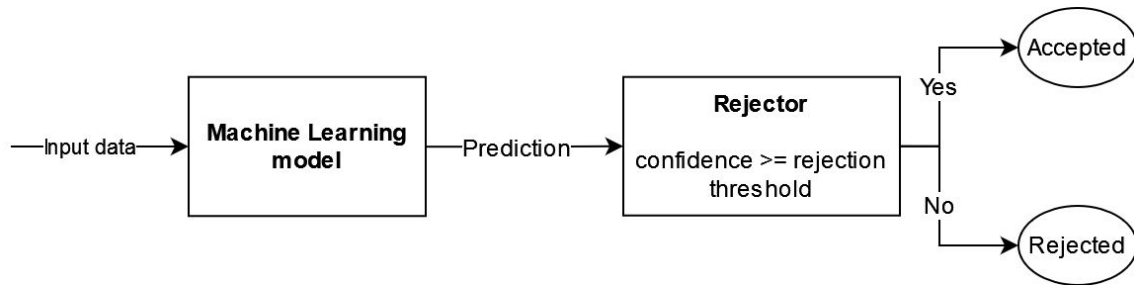 Input data
Machine Learning
model
Prediction
Rejector
confidence >= rejection
threshold
Yes
Accepted
No
Rejected